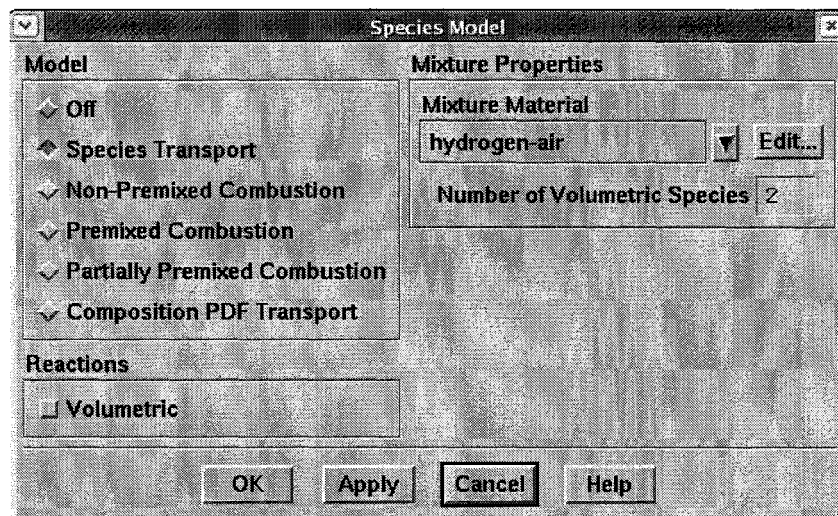 Species Model
Model
Off
Species Transport
Non-Premixed Combustion
Premixed Combustion
Partially Premixed Combustion
Composition PDF Transport
Reactions
Volumetric
Mixture Properties
Mixture Material
hydrogen-air
Edit...
Number of Volumetric Species 2
OK Apply Cancel Help